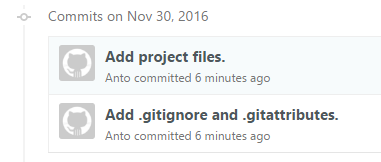 Commits on Nov 30, 2016
Add project files.
Anto committed 6 minutes ago
Add .gitignore and .gitattributes.
Anto committed 6 minutes ago